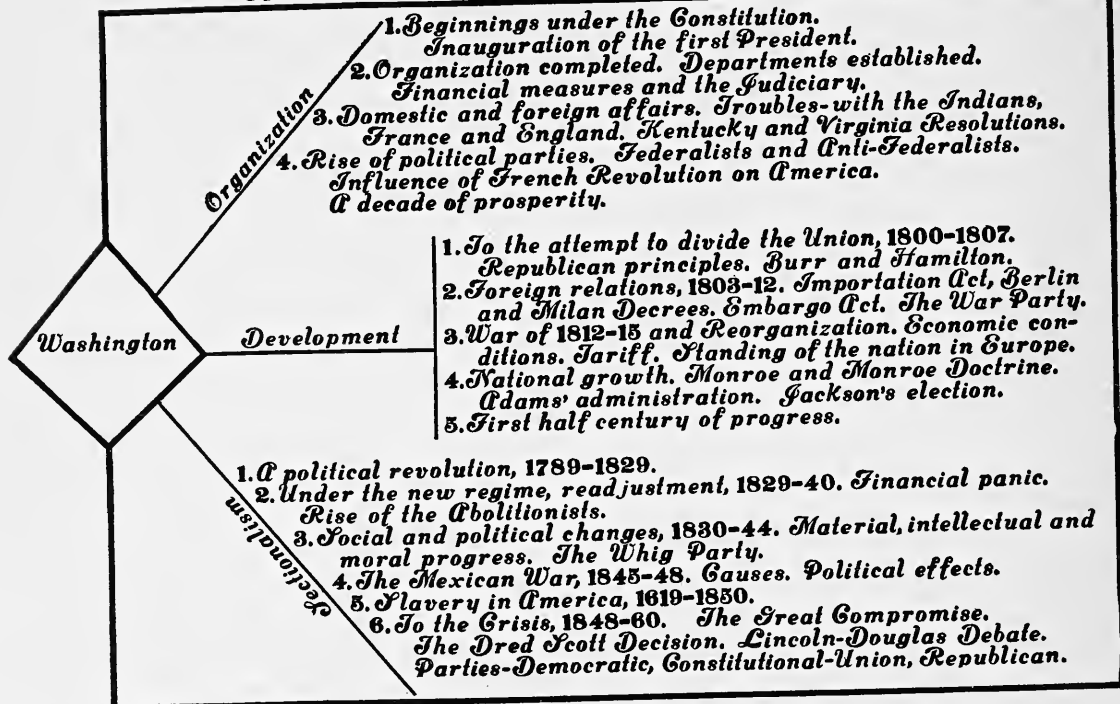 Washington
Organization
1. Beginnings under the Constitution.
Inauguration of the first President.
2. Organization completed. Departments established.
Financial measures and the Judiciary.
3. Domestic and foreign affairs. Troubles-with the Indians,
France and England. Kentucky and Virginia Resolutions.
4. Rise of political parties. Federalists and Anti-Federalists.
Influence of French Revolution on America.
A decade of prosperity.
Development
1. To the attempt to divide the Union, 1800-1807.
Republican principles. Burr and Hamilton.
2. Foreign relations, 1803-12. Importation Act, Berlin
and Milan Decrees. Embargo Act. The War Party.
3. War of 1812-15 and Reorganization. Economic con-
ditions. Tariff. Standing of the nation in Europe.
4. National growth. Monroe and Monroe Doctrine.
Adams' administration. Jackson's election.
5. First half century of progress.
Sectionalism
1. A political revolution, 1789-1829.
2. Under the new regime, readjustment, 1829-40. Financial panic.
Rise of the Abolitionists.
3. Social and political changes, 1830-44. Material, intellectual and
moral progress. The Whig Party.
4. The Mexican War, 1845-48. Causes. Political effects.
5. Slavery in America, 1619-1850.
6. To the Crisis, 1848-60. The Great Compromise.
The Dred Scott Decision. Lincoln-Douglas Debate.
Parties-Democratic, Constitutional-Union, Republican.